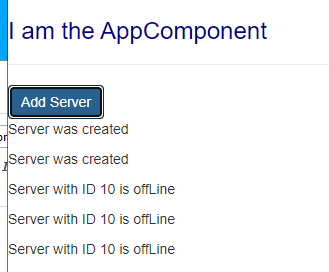 I am the AppComponent
Add Server
Server was created
Server was created
Server with ID 10 is offLine
Server with ID 10 is offLine
Server with ID 10 is offLine